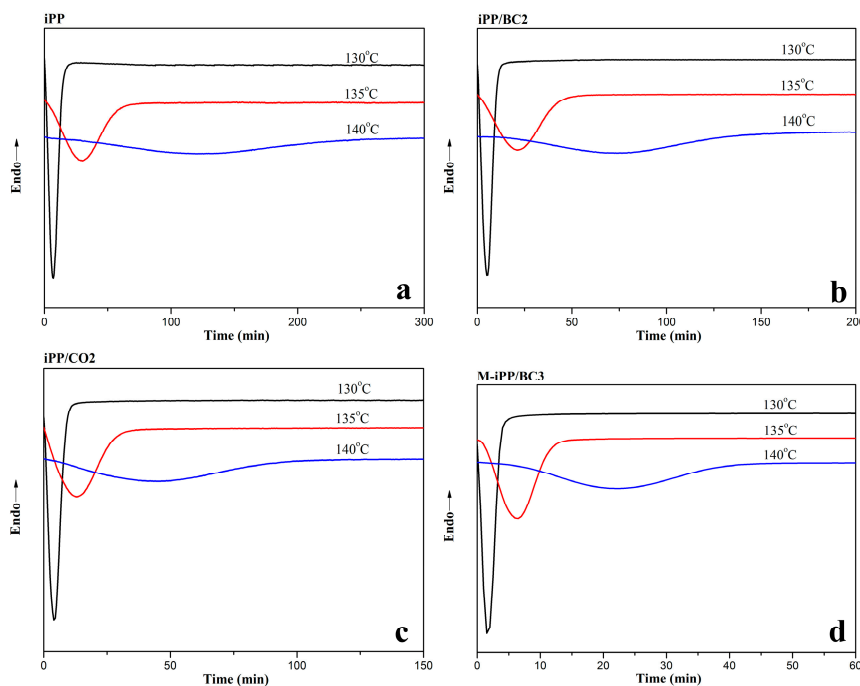 iPP
130°C
135°C
140°C
Endo→
a
0 100 200 300
Time (min)
iPP/BC2
130°C
135°C
140°C
Endo→
b
0 50 100 150 200
Time (min)
iPP/CO2
130°C
135°C
140°C
Endo→
c
0 50 100 150
Time (min)
M-iPP/BC3
130°C
135°C
140°C
Endo→
d
0 10 20 30 40 50 60
Time (min)